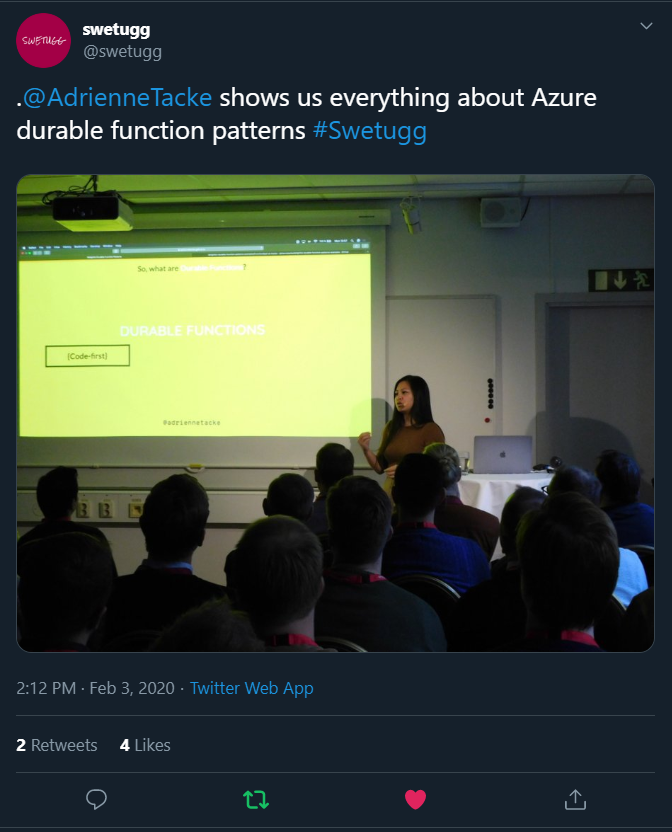 SWETUGG
swetugg
@swetugg
.@AdrienneTacke shows us everything about Azure
durable function patterns #Swetugg
So, what are Durable Functions?
DURABLE FUNCTIONS
{Code-first}
@adriennetacke
2:12 PM · Feb 3, 2020 · Twitter Web App
2 Retweets 4 Likes